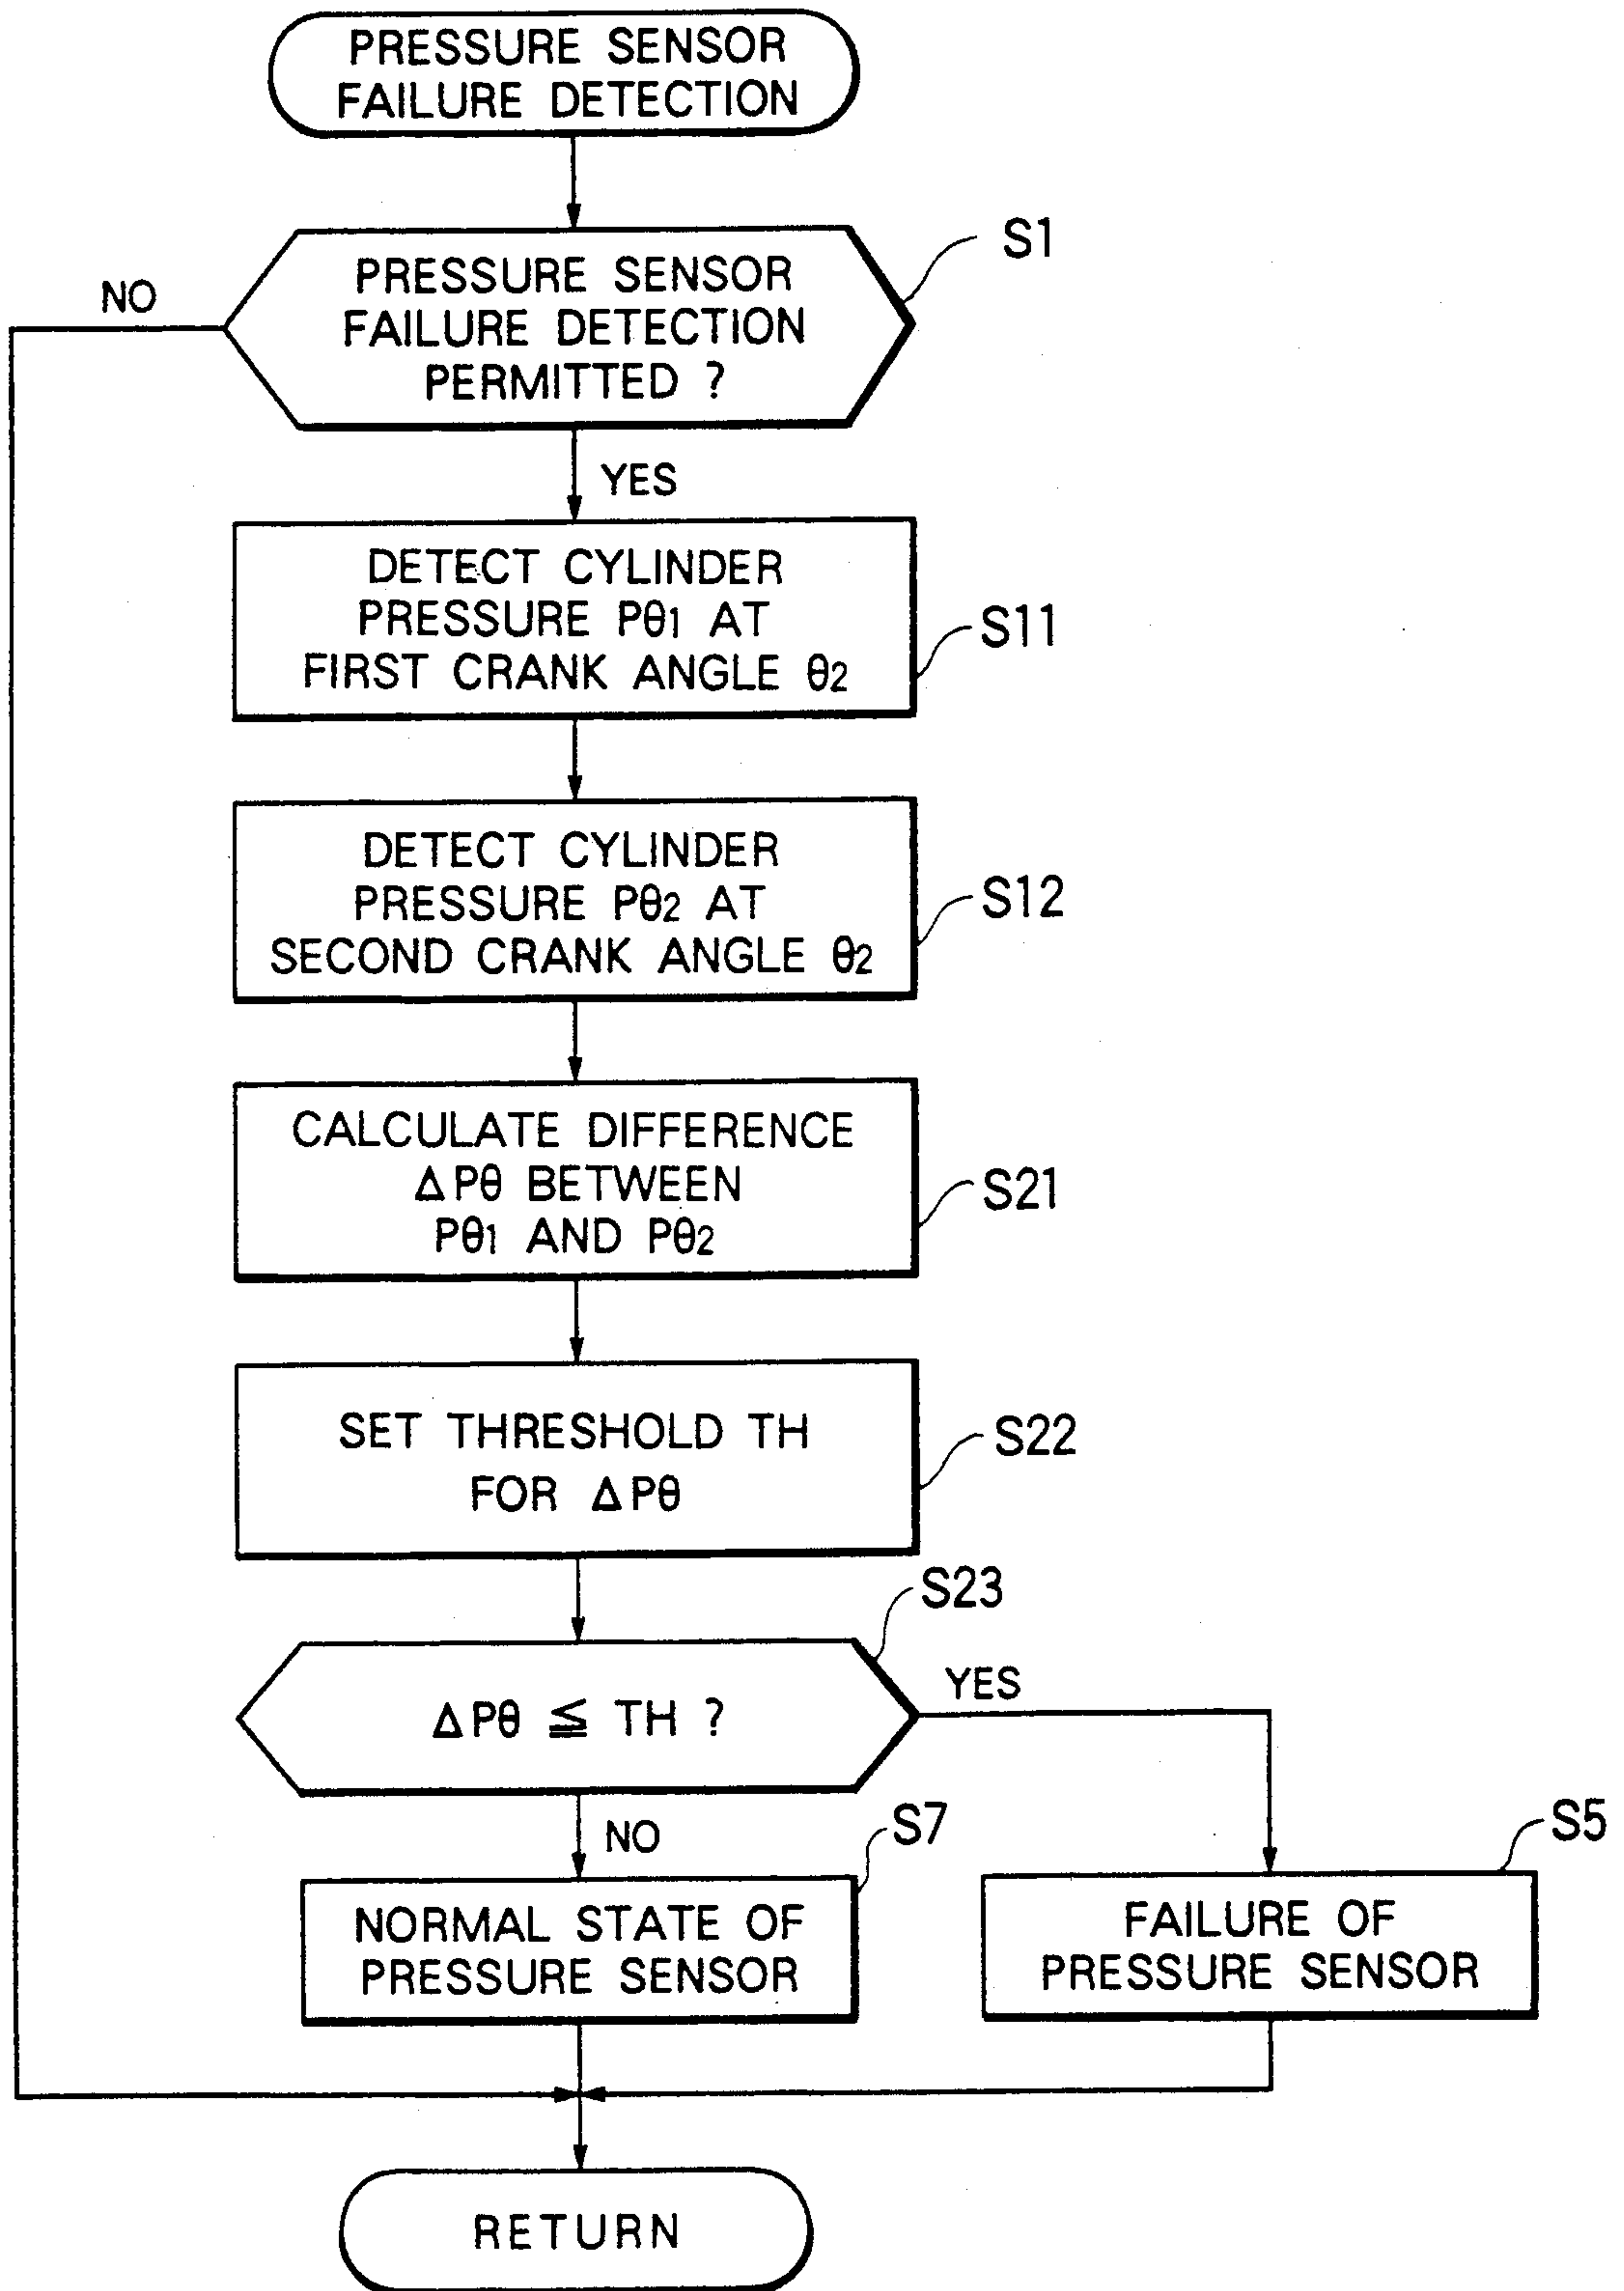 PRESSURE SENSOR
FAILURE DETECTION
S1
NO
PRESSURE SENSOR
FAILURE DETECTION
PERMITTED ?
YES
DETECT CYLINDER
PRESSURE Pθ1 AT
FIRST CRANK ANGLE θ2
S11
DETECT CYLINDER
PRESSURE Pθ2 AT
SECOND CRANK ANGLE θ2
S12
CALCULATE DIFFERENCE
ΔPθ BETWEEN
Pθ1 AND Pθ2
S21
SET THRESHOLD TH
FOR ΔPθ
S22
S23
ΔPθ ≦ TH ?
YES
NO
S7
S5
NORMAL STATE OF
PRESSURE SENSOR
FAILURE OF
PRESSURE SENSOR
RETURN